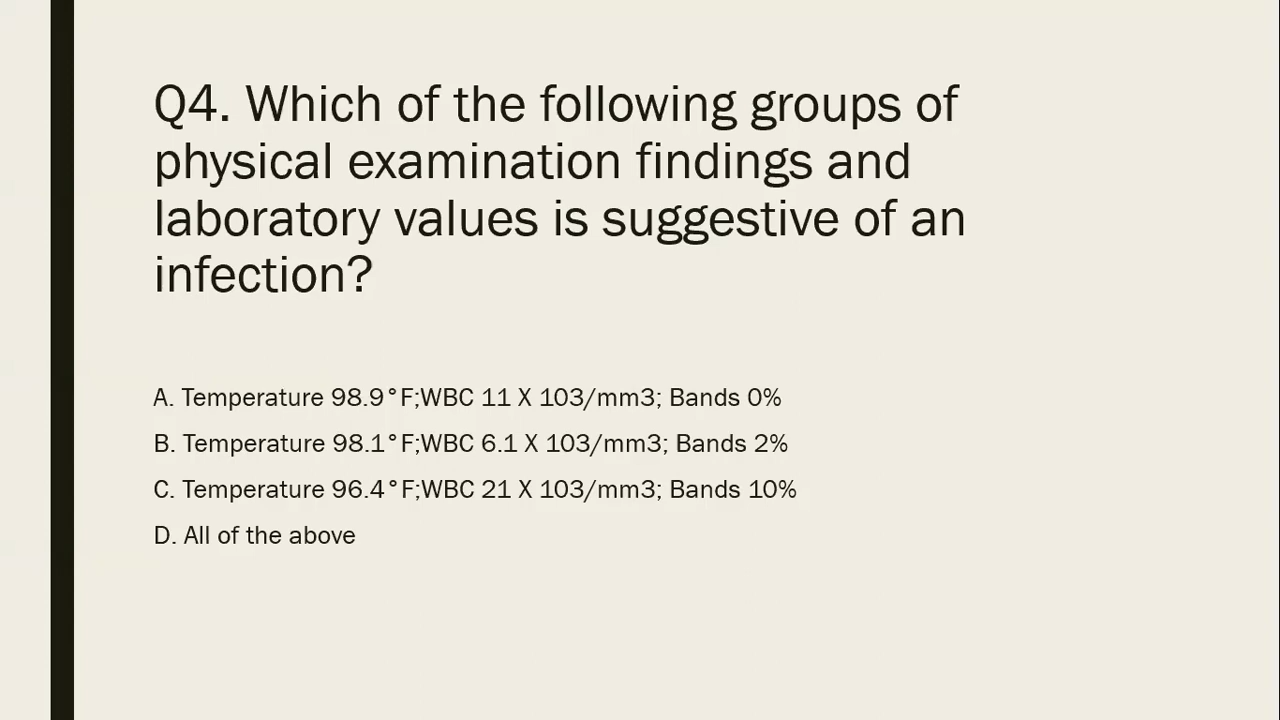 Q4. Which of the following groups of
physical examination findings and
laboratory values is suggestive of an
infection?
A. Temperature 98.9°F;WBC 11 X 103/mm3; Bands 0%
B. Temperature 98.1°F;WBC 6.1 X 103/mm3; Bands 2%
C. Temperature 96.4°F;WBC 21 X 103/mm3; Bands 10%
D. All of the above